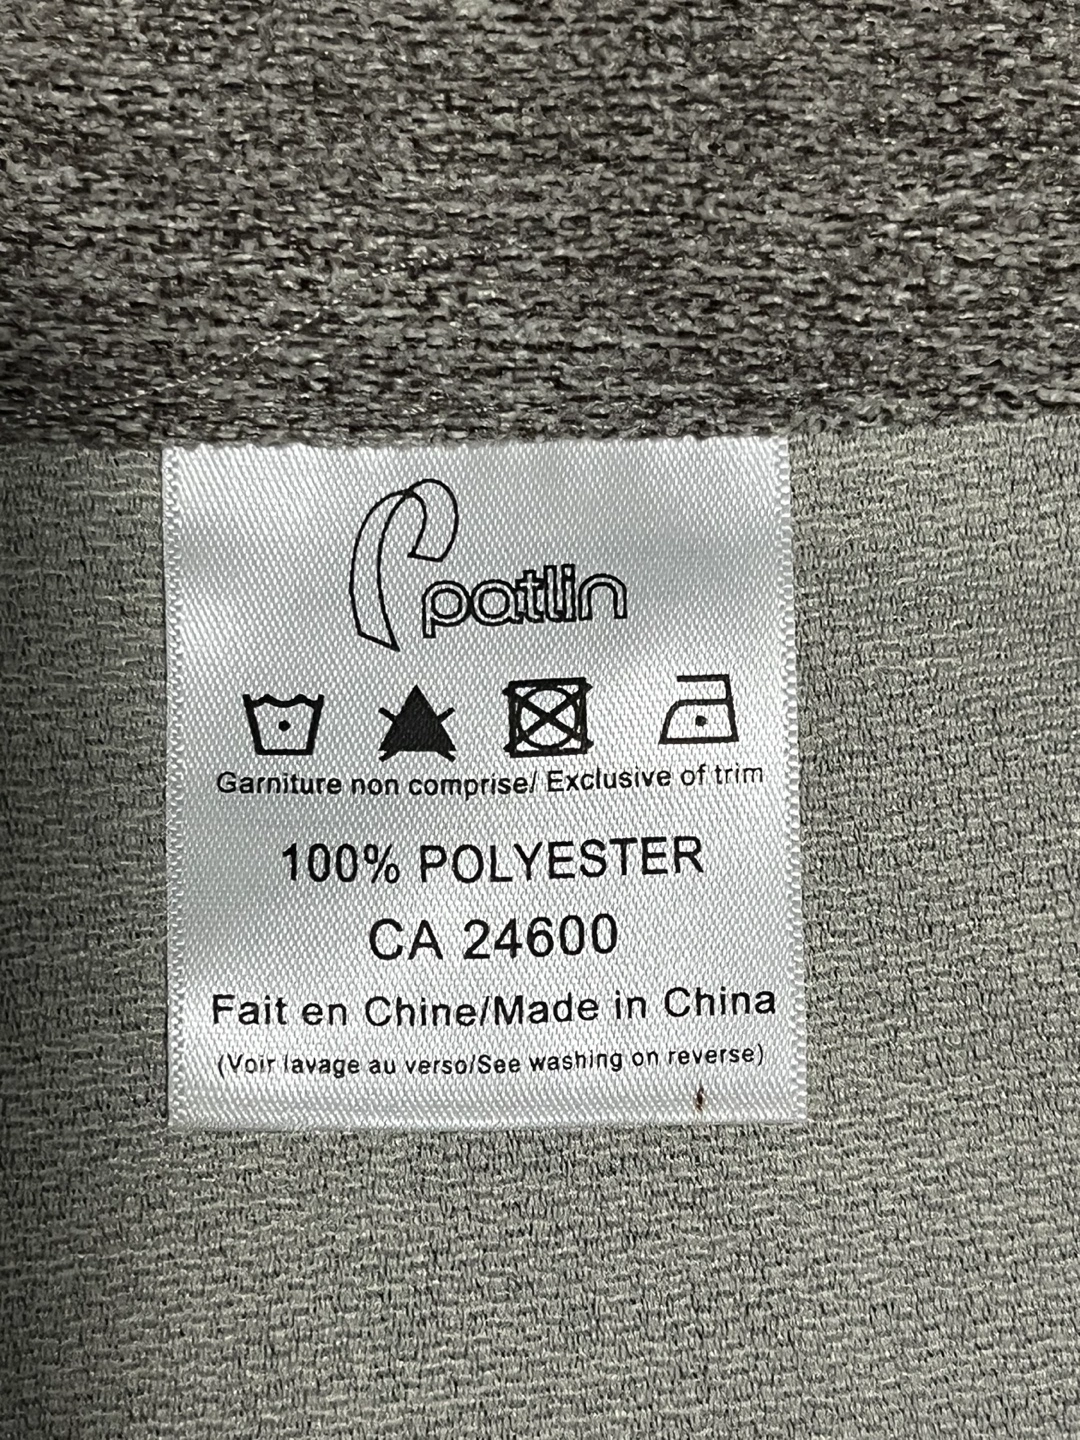 patlin
Garniture non comprise/ Exclusive of trim
100% POLYESTER
CA 24600
Fait en Chine/Made in China
(Voir lavage au verso/See washing on reverse)